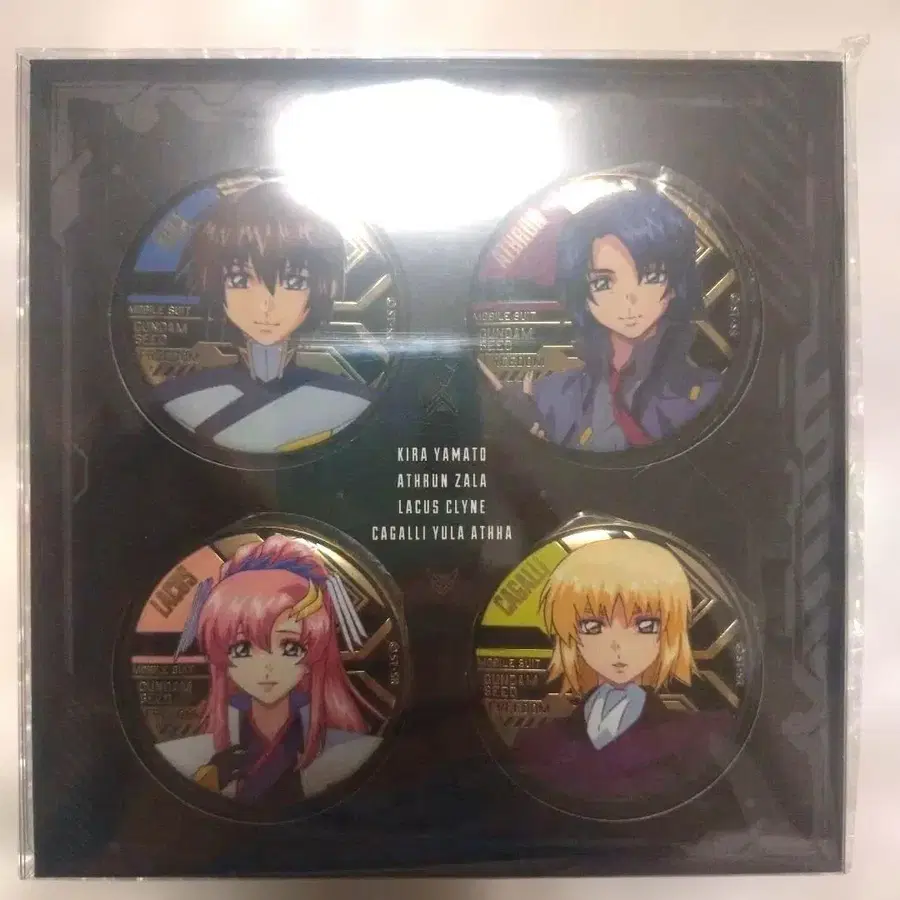 ATHRUN
MOBILE SUIT
GUNDAM
SEED
FREEDOM
MOBILE SUIT
GUNDAM
SEED
FREEDOM
KIRA YAMATO
ATHRUN ZALA
LACUS CLYNE
CAGALLI YULA ATHHA
LACUS
MOBILE SUIT
GUNDAM
SEED
CAGALLI
MOBILE SUIT
GUNDAM
SEED
FREEDOM